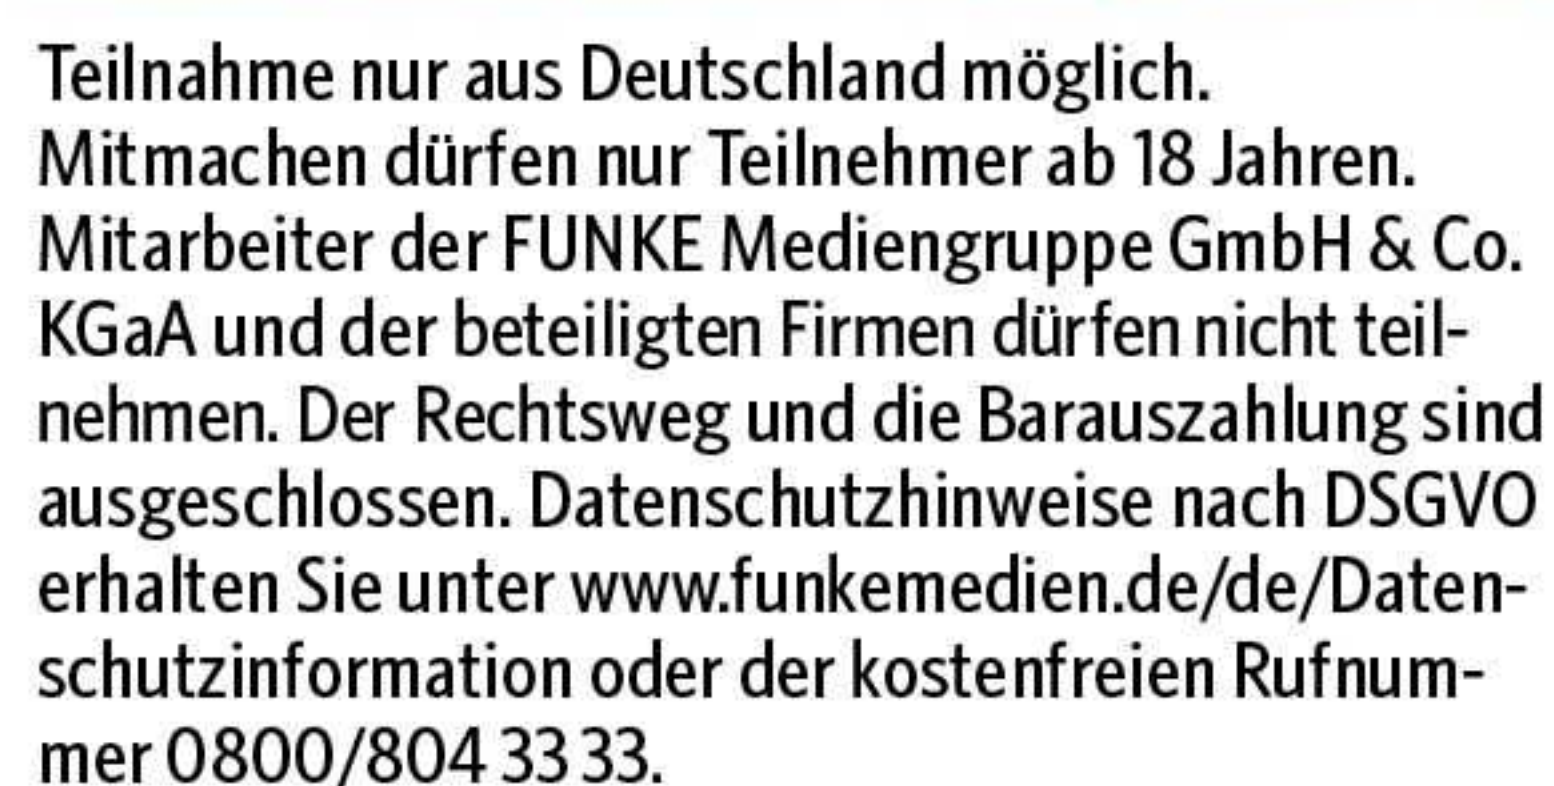 Teilnahme nur aus Deutschland möglich.
Mitmachen dürfen nur Teilnehmer ab 18 Jahren.
Mitarbeiter der FUNKE Mediengruppe GmbH & Co.
KGaA und der beteiligten Firmen dürfen nicht teil-
nehmen. Der Rechtsweg und die Barauszahlung sind
ausgeschlossen. Datenschutzhinweise nach DSGVO
erhalten Sie unter www.funkemedien.de/de/Daten-
schutzinformation oder der kostenfreien Rufnum-
mer 0800/804 33 33.